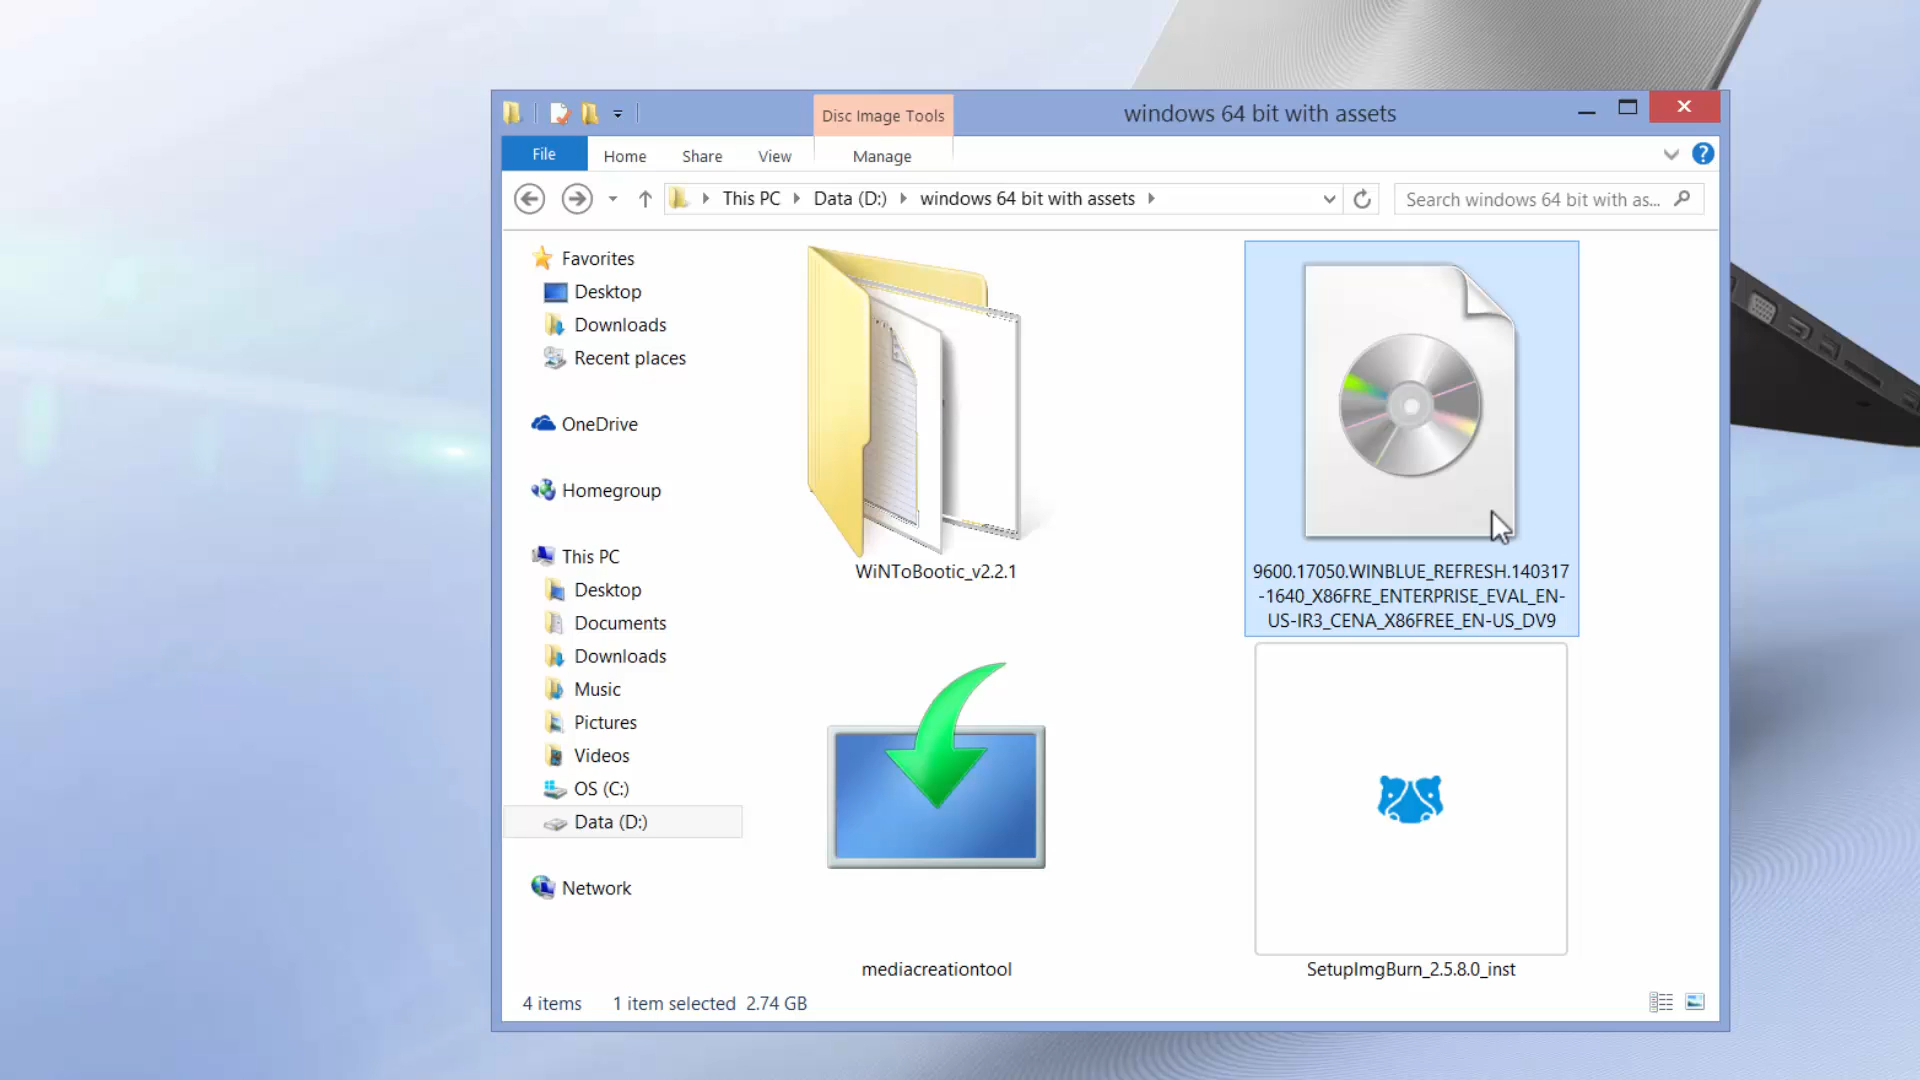 Disc Image Tools
windows 64 bit with assets
File
Home
Share
View
Manage
This PC
Data (D:)
windows 64 bit with assets
Search windows 64 bit with as...
Favorites
Desktop
Downloads
Recent places
OneDrive
Homegroup
This PC
Desktop
Documents
Downloads
Music
Pictures
Videos
OS (C:)
Data (D:)
Network
WiNToBootic_v2.2.1
9600.17050.WINBLUE_REFRESH.140317
-1640_X86FRE_ENTERPRISE_EVAL_EN-
US-IR3_CENA_X86FREE_EN-US_DV9
mediacreationtool
SetupImgBurn_2.5.8.0_inst
4 items
1 item selected 2.74 GB